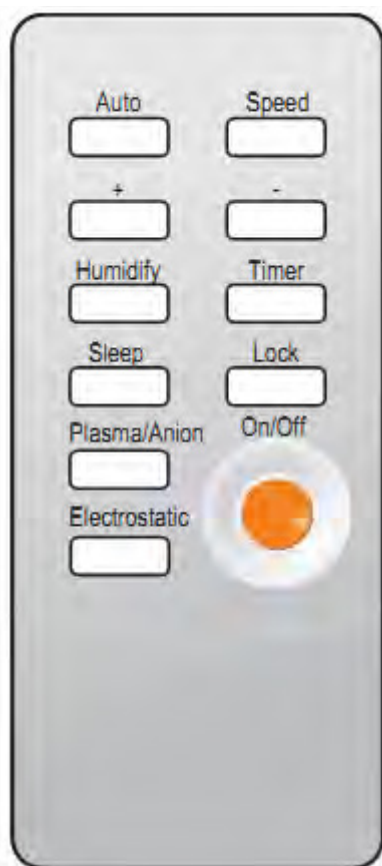 Auto Speed
+ -
Humidify Timer
Sleep Lock
Plasma/Anion On/Off
Electrostatic